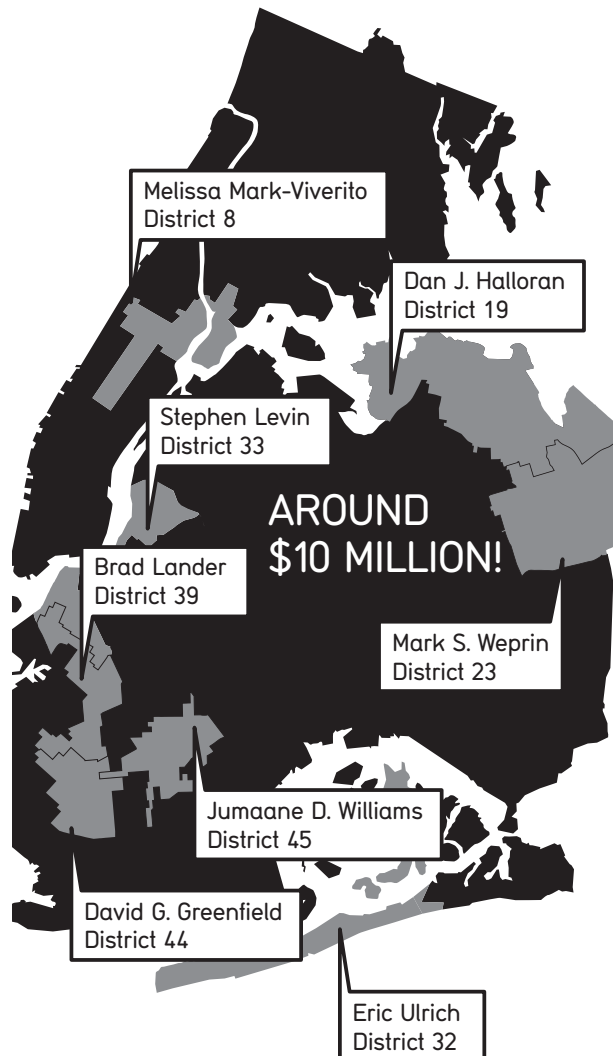 Melissa Mark-Viverito
District 8
Dan J. Halloran
District 19
Stephen Levin
District 33
AROUND
$10 MILLION!
Brad Lander
District 39
Mark S. Weprin
District 23
Jumaane D. Williams
District 45
David G. Greenfield
District 44
Eric Ulrich
District 32